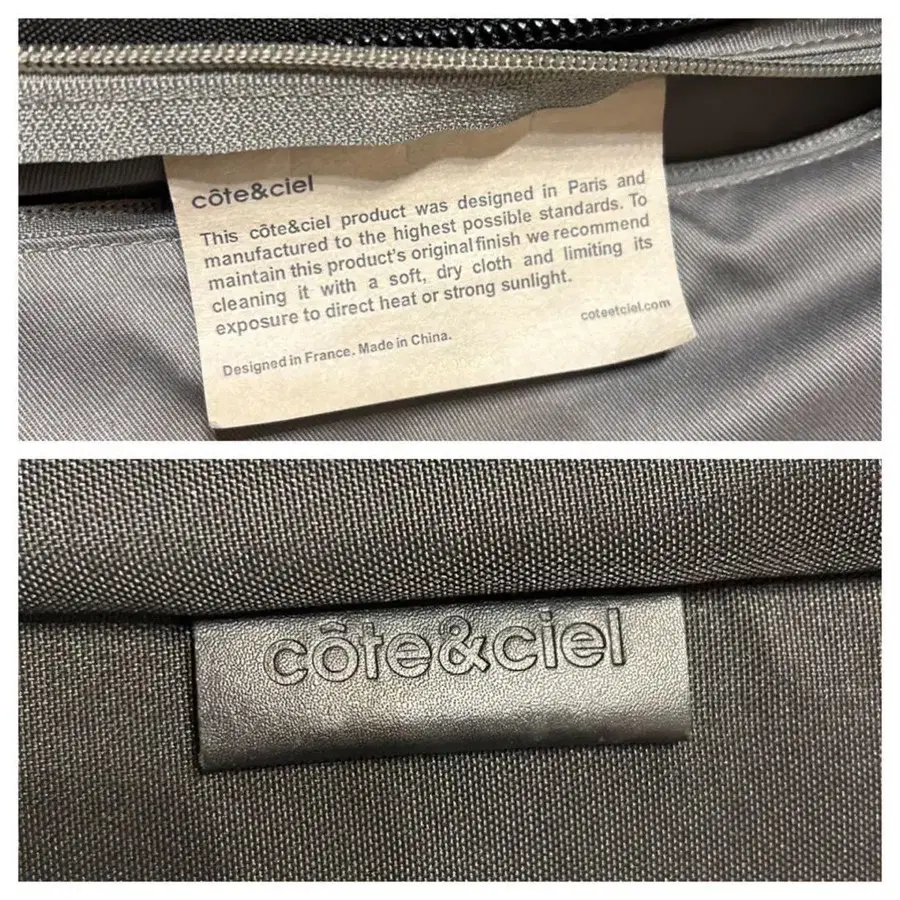 côte&ciel
This côte&ciel product was designed in Paris and
manufactured to the highest possible standards. To
maintain this product's original finish we recommend
cleaning it with a soft, dry cloth and limiting its
exposure to direct heat or strong sunlight.
coteetciel.com
Designed in France. Made in China.
côte&ciel